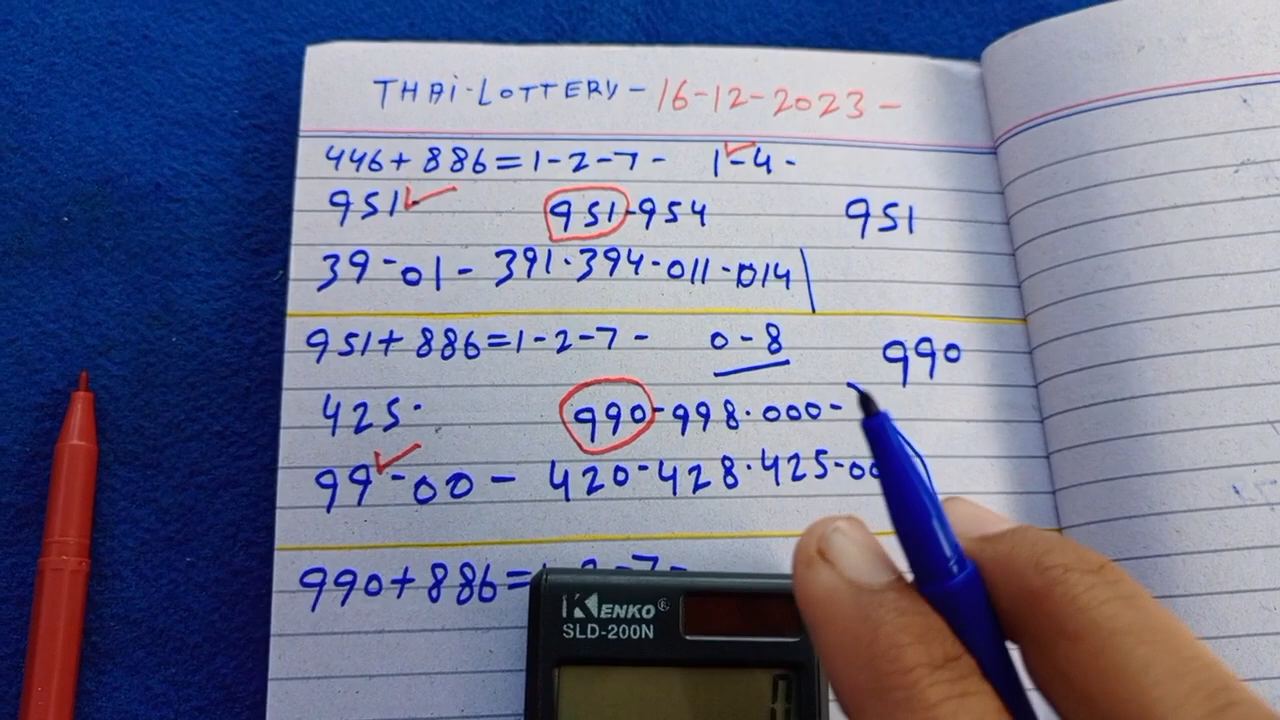 THAi-LOTTERY-16-12-2023-
446+886=1-2-7- 1-4-
951 951-954 951
39-01-391.394-011-014
951+886=1-2-7- 0-8
990
425. 990-998.000-
99-00- 420-428.425-00
990+886=
KENKO®
SLD-200N